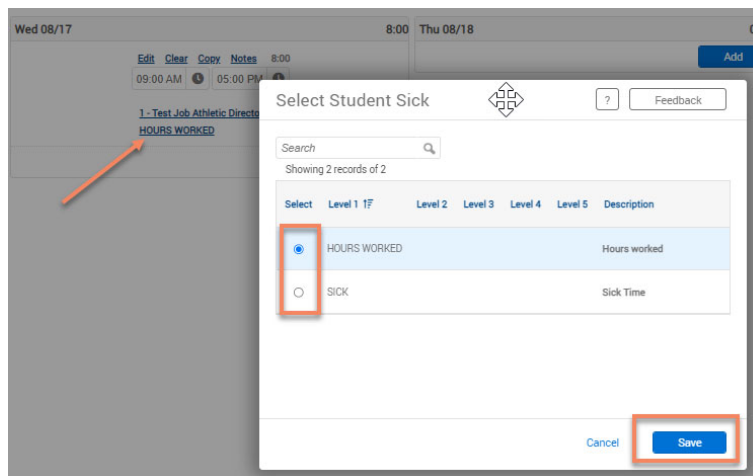 Wed 08/17 8:00 Thu 08/18
Edit Clear Copy Notes 8:00
Add
09:00 AM 05:00 PM
1 - Test Job Athletic Directo
HOURS WORKED
Select Student Sick ? Feedback
Search
Showing 2 records of 2
Select Level 1 Level 2 Level 3 Level 4 Level 5 Description
HOURS WORKED Hours worked
SICK Sick Time
Cancel Save